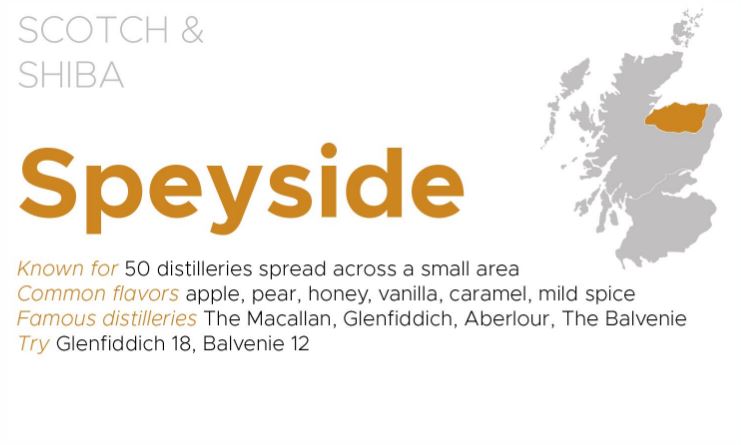 SCOTCH &
SHIBA
Speyside
Known for 50 distilleries spread across a small area
Common flavors apple, pear, honey, vanilla, caramel, mild spice
Famous distilleries The Macallan, Glenfiddich, Aberlour, The Balvenie
Try Glenfiddich 18, Balvenie 12